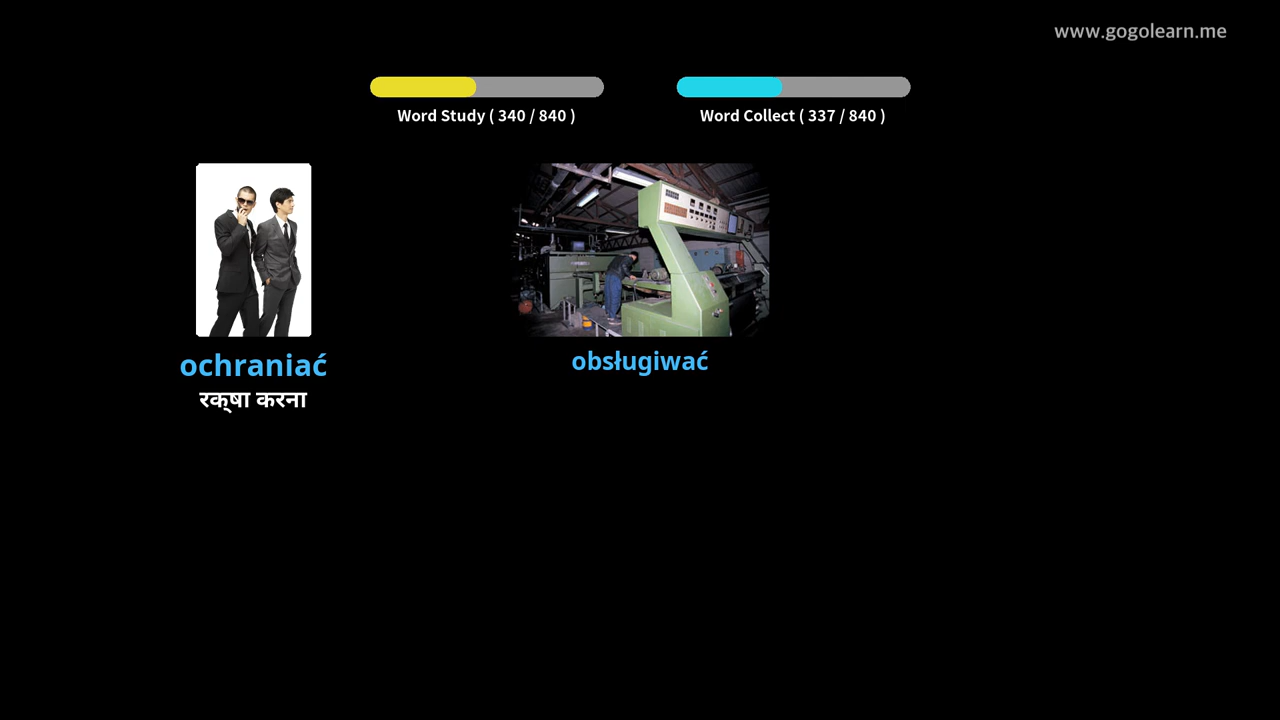 www.gogolearn.me
Word Study ( 340 / 840 )
Word Collect ( 337 / 840 )
ochraniać
रक्षा करना
obsługiwać